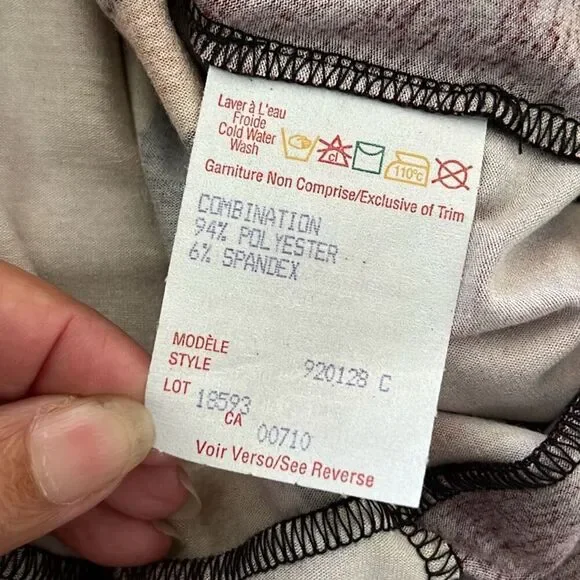 Laver à L'eau
Froide
Cold Water
Wash
cl
110°c
Garniture Non Comprise/Exclusive of Trim
COMBINATION
94% POLYESTER
6% SPANDEX
MODÈLE
STYLE 920128 C
LOT 18593
CA 00710
Voir Verso/See Reverse